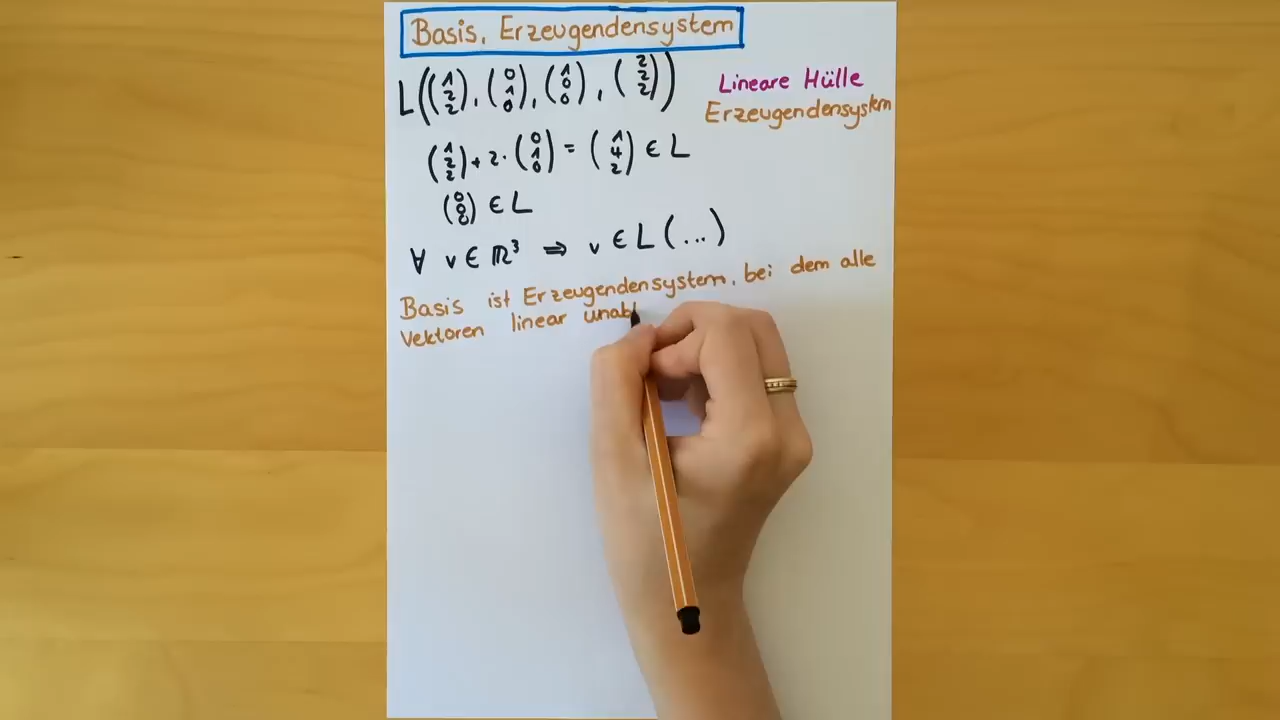 Basis, Erzeugendensystem
L((1 2 2), (0 1 0), (1 0 0), (2 2 2))
Lineare Hülle
Erzeugendensystem
(1 2 2) + 2 · (0 1 0) = (1 4 2) ∈ L
(0 0 0) ∈ L
∀ v ∈ ℝ³ ⇒ v ∈ L (...)
Basis ist Erzeugendensystem, bei dem alle
Vektoren linear unab